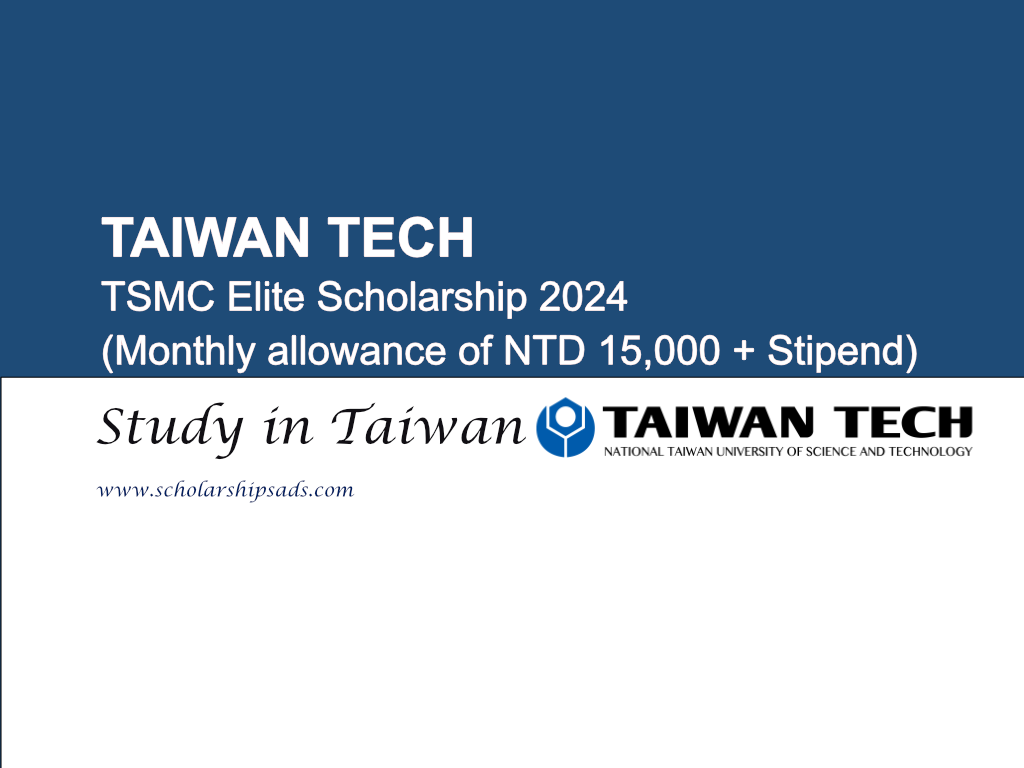 TAIWAN TECH
TSMC Elite Scholarship 2024
(Monthly allowance of NTD 15,000 + Stipend)
Study in Taiwan
TAIWAN TECH
NATIONAL TAIWAN UNIVERSITY OF SCIENCE AND TECHNOLOGY
www.scholarshipsads.com